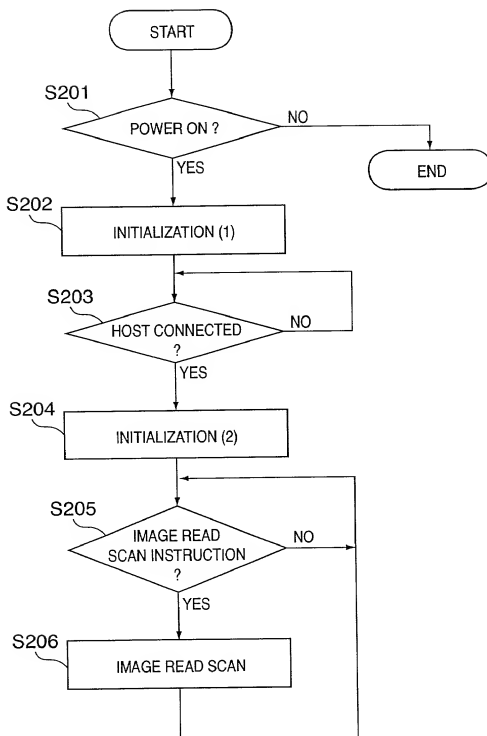 START
S201
POWER ON ?
NO
END
YES
S202
INITIALIZATION (1)
S203
HOST CONNECTED
?
NO
YES
S204
INITIALIZATION (2)
S205
IMAGE READ
SCAN INSTRUCTION
?
NO
YES
S206
IMAGE READ SCAN